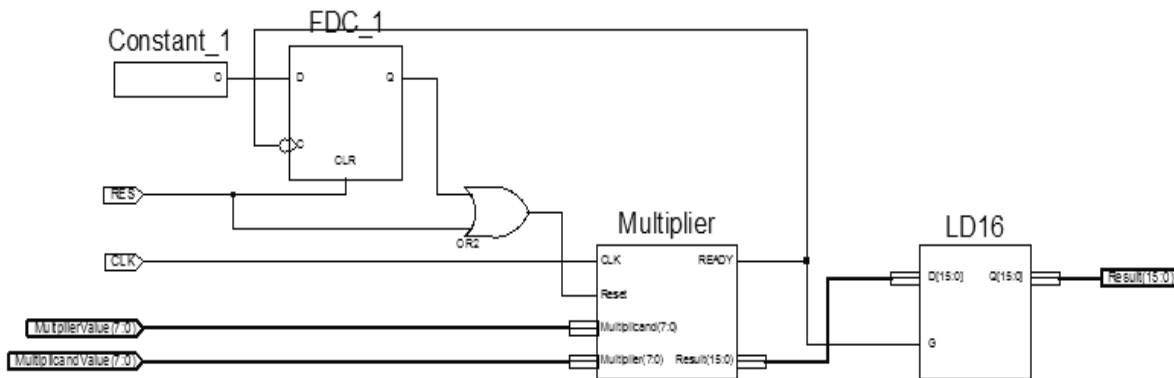 FDC_1
Constant_1
O
D
Q
C
CLR
RES
OR2
Multiplier
LD16
CLK
CLK
READY
D[15:0]
Q[15:0]
Result(15:0)
Reset
MultiplierValue(7:0)
Multiplicand(7:0)
MultiplicandValue(7:0)
Multiplier(7:0)
Result(15:0)
G